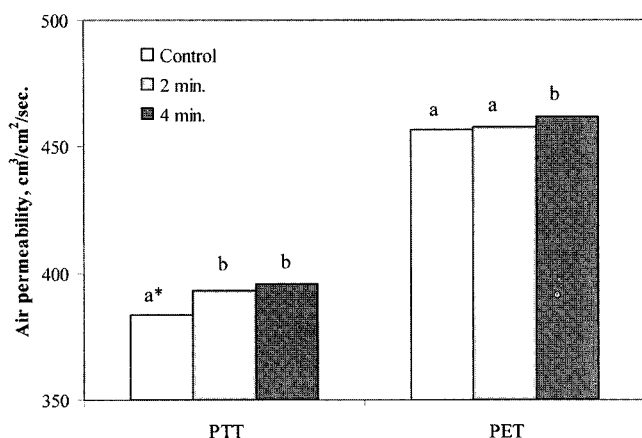 500
450
400
350
Air permeability, cm³/cm²/sec.
Control
2 min.
4 min.
a*
b
b
a
a
b
PTT
PET